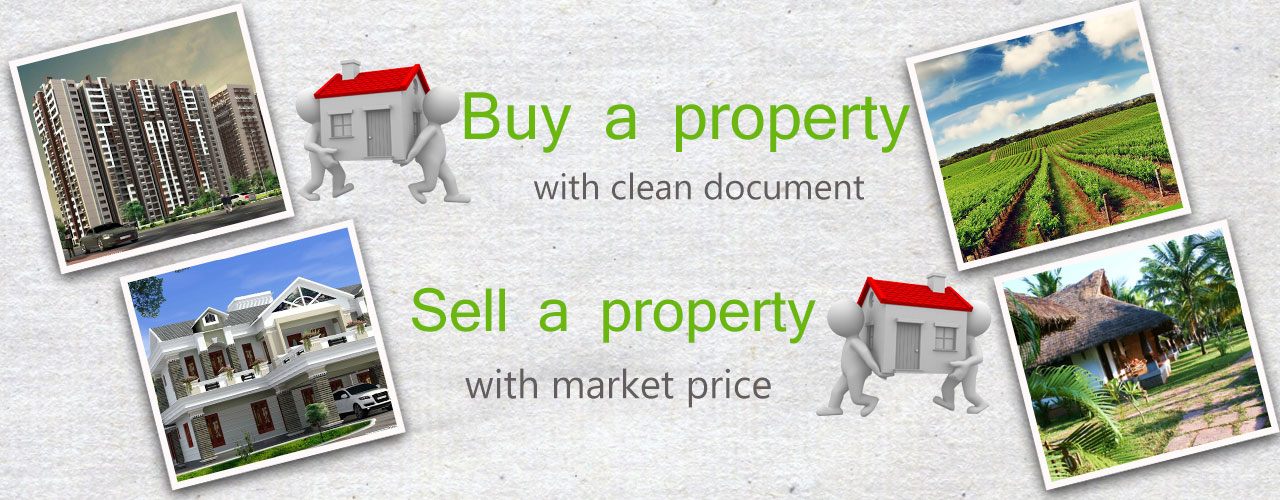 Buy a property
with clean document
Sell a property
with market price